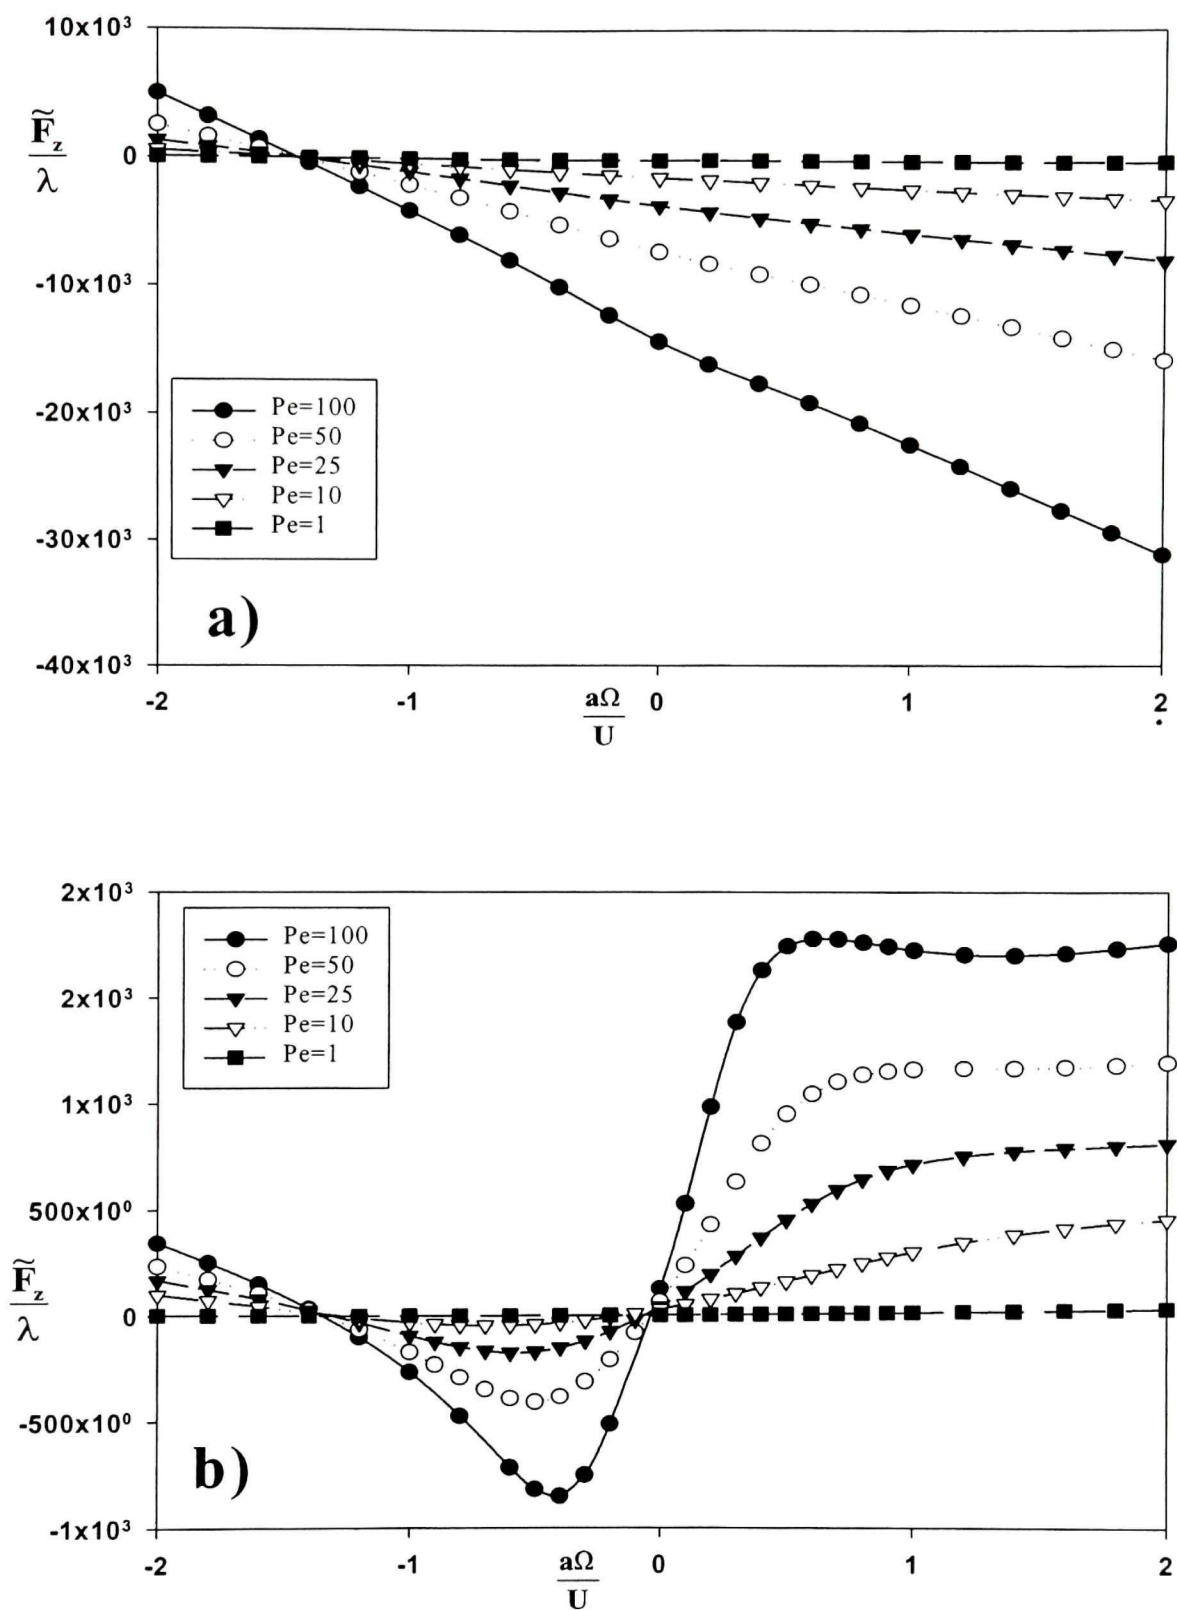 10x10³
F̃z
λ
0
-10x10³
-20x10³
-30x10³
-40x10³
Pe=100
Pe=50
Pe=25
Pe=10
Pe=1
a)
-2
-1
aΩ
U
0
1
2
2x10³
2x10³
1x10³
500x10⁰
F̃z
λ
0
-500x10⁰
-1x10³
Pe=100
Pe=50
Pe=25
Pe=10
Pe=1
b)
-2
-1
aΩ
U
0
1
2